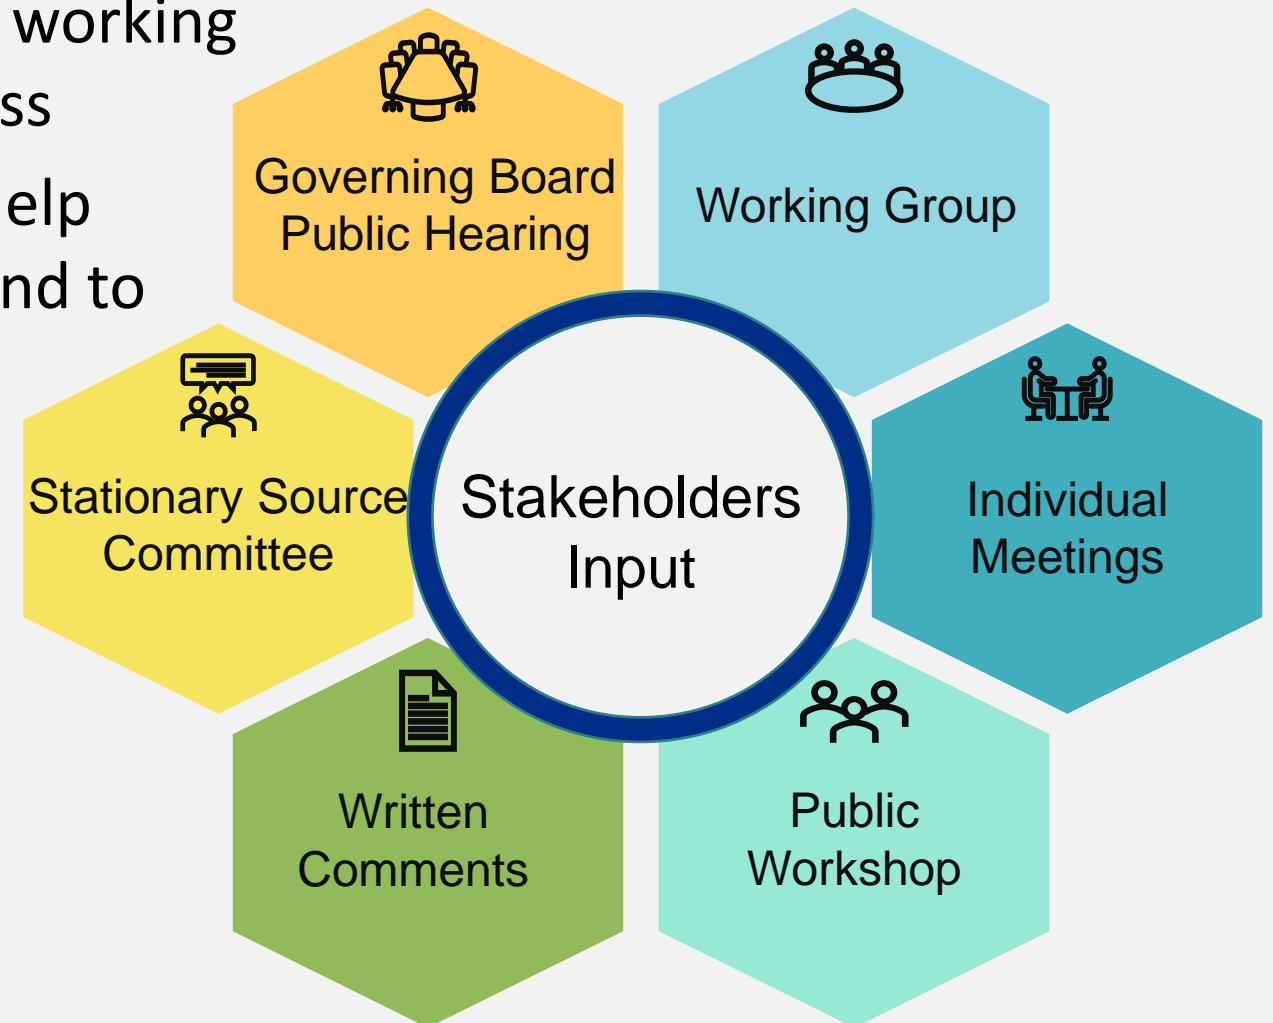 working
ss
elp
nd to
Governing Board
Public Hearing
Working Group
Stationary Source
Committee
Stakeholders
Input
Individual
Meetings
Written
Comments
Public
Workshop